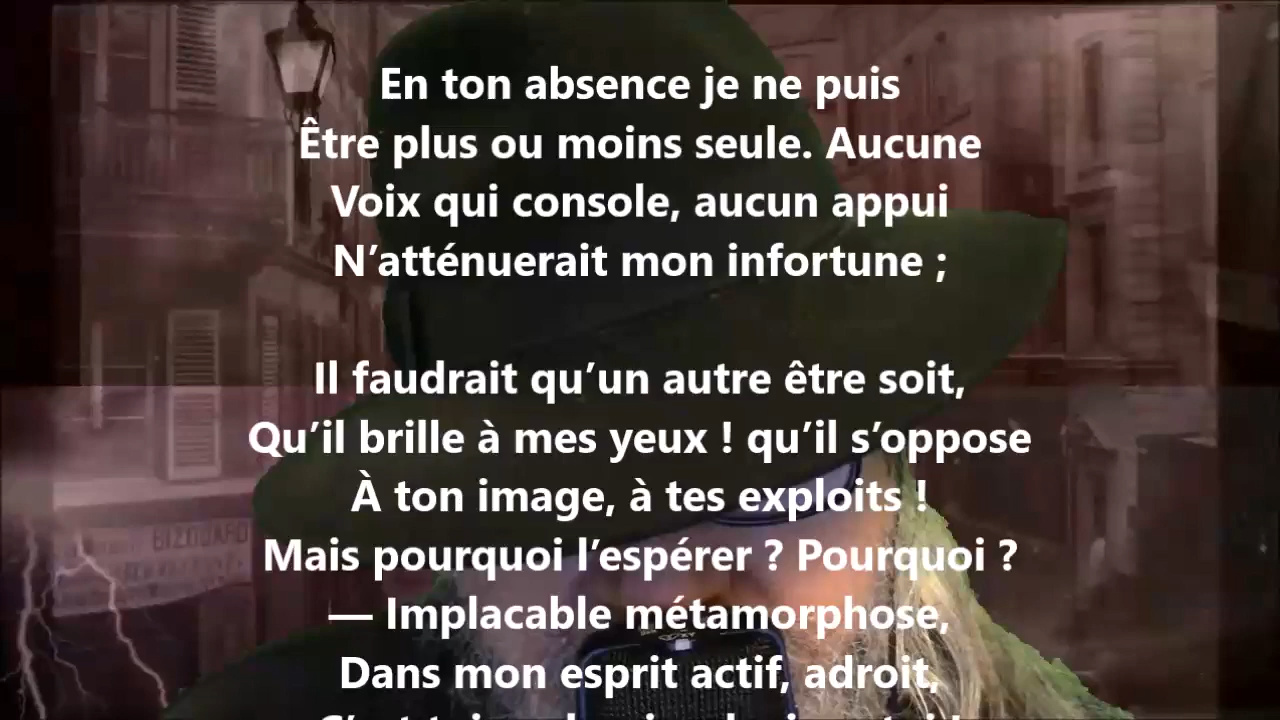 En ton absence je ne puis
Être plus ou moins seule. Aucune
Voix qui console, aucun appui
N’atténuerait mon infortune ;
Il faudrait qu’un autre être soit,
Qu’il brille à mes yeux ! qu’il s’oppose
À ton image, à tes exploits !
Mais pourquoi l’espérer ? Pourquoi ?
— Implacable métamorphose,
Dans mon esprit actif, adroit,
BIZOUARD